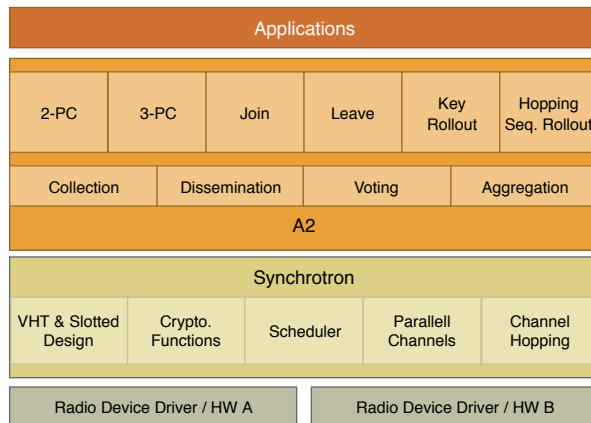 Applications
2-PC
3-PC
Join
Leave
Key
Rollout
Hopping
Seq. Rollout
Collection
Dissemination
Voting
Aggregation
A2
Synchrotron
VHT & Slotted
Design
Crypto.
Functions
Scheduler
Parallell
Channels
Channel
Hopping
Radio Device Driver / HW A
Radio Device Driver / HW B